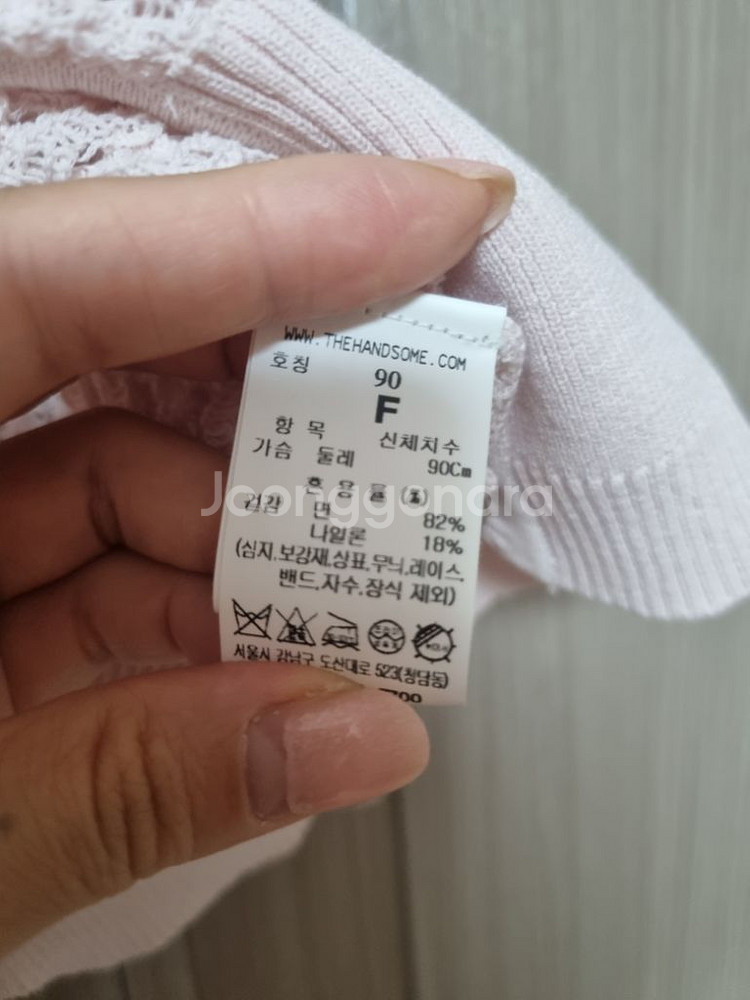 WWW.THEHANDSOME.COM
호칭 90
F
항 목 신체치수
가슴 둘레 90Cm
혼 용 률 (%)
겉감 면 82%
나일론 18%
(심지.보강재.상표.무늬.레이스.
밴드.자수.장식 제외)
서울시 강남구 도산대로 523(청담동)
Joonggonara